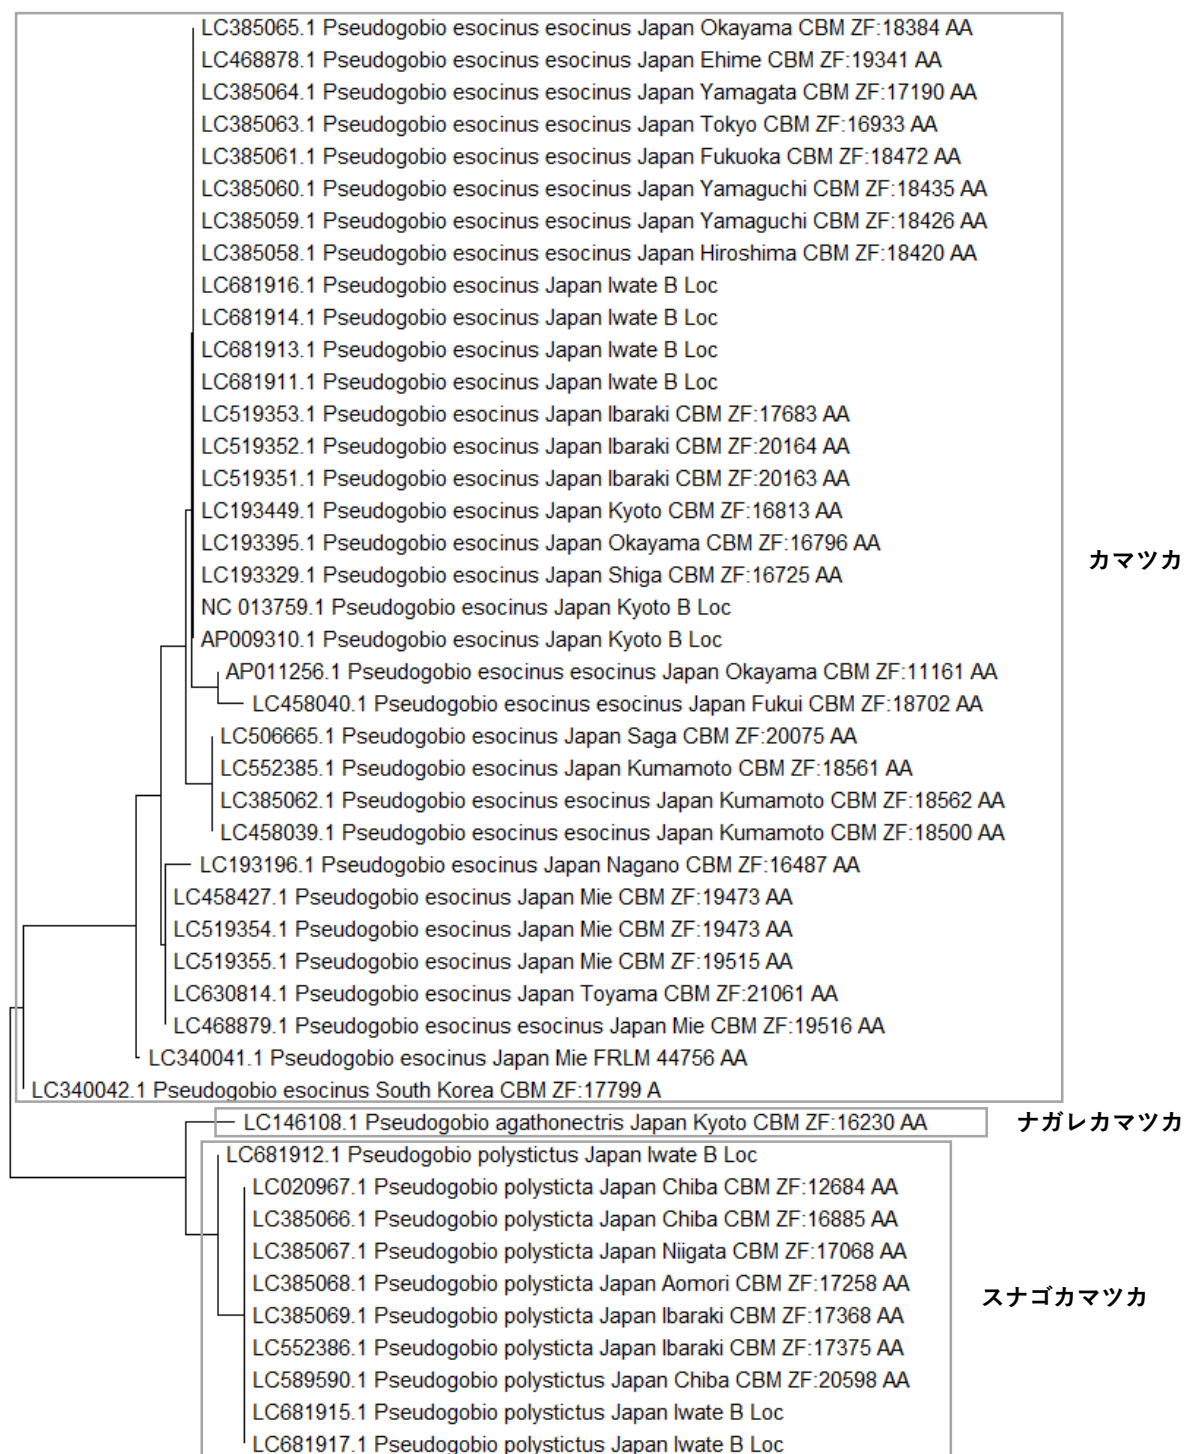 LC385065.1 Pseudogobio esocinus esocinus Japan Okayama CBM ZF:18384 AA
LC468878.1 Pseudogobio esocinus esocinus Japan Ehime CBM ZF:19341 AA
LC385064.1 Pseudogobio esocinus esocinus Japan Yamagata CBM ZF:17190 AA
LC385063.1 Pseudogobio esocinus esocinus Japan Tokyo CBM ZF:16933 AA
LC385061.1 Pseudogobio esocinus esocinus Japan Fukuoka CBM ZF:18472 AA
LC385060.1 Pseudogobio esocinus esocinus Japan Yamaguchi CBM ZF:18435 AA
LC385059.1 Pseudogobio esocinus esocinus Japan Yamaguchi CBM ZF:18426 AA
LC385058.1 Pseudogobio esocinus esocinus Japan Hiroshima CBM ZF:18420 AA
LC681916.1 Pseudogobio esocinus Japan Iwate B Loc
LC681914.1 Pseudogobio esocinus Japan Iwate B Loc
LC681913.1 Pseudogobio esocinus Japan Iwate B Loc
LC681911.1 Pseudogobio esocinus Japan Iwate B Loc
LC519353.1 Pseudogobio esocinus Japan Ibaraki CBM ZF:17683 AA
LC519352.1 Pseudogobio esocinus Japan Ibaraki CBM ZF:20164 AA
LC519351.1 Pseudogobio esocinus Japan Ibaraki CBM ZF:20163 AA
LC193449.1 Pseudogobio esocinus Japan Kyoto CBM ZF:16813 AA
LC193395.1 Pseudogobio esocinus Japan Okayama CBM ZF:16796 AA
カマツカ
LC193329.1 Pseudogobio esocinus Japan Shiga CBM ZF:16725 AA
NC 013759.1 Pseudogobio esocinus Japan Kyoto B Loc
AP009310.1 Pseudogobio esocinus Japan Kyoto B Loc
AP011256.1 Pseudogobio esocinus esocinus Japan Okayama CBM ZF:11161 AA
LC458040.1 Pseudogobio esocinus esocinus Japan Fukui CBM ZF:18702 AA
LC506665.1 Pseudogobio esocinus Japan Saga CBM ZF:20075 AA
LC552385.1 Pseudogobio esocinus Japan Kumamoto CBM ZF:18561 AA
LC385062.1 Pseudogobio esocinus esocinus Japan Kumamoto CBM ZF:18562 AA
LC458039.1 Pseudogobio esocinus esocinus Japan Kumamoto CBM ZF:18500 AA
LC193196.1 Pseudogobio esocinus Japan Nagano CBM ZF:16487 AA
LC458427.1 Pseudogobio esocinus Japan Mie CBM ZF:19473 AA
LC519354.1 Pseudogobio esocinus Japan Mie CBM ZF:19473 AA
LC519355.1 Pseudogobio esocinus Japan Mie CBM ZF:19515 AA
LC630814.1 Pseudogobio esocinus Japan Toyama CBM ZF:21061 AA
LC468879.1 Pseudogobio esocinus esocinus Japan Mie CBM ZF:19516 AA
LC340041.1 Pseudogobio esocinus Japan Mie FRLM 44756 AA
LC340042.1 Pseudogobio esocinus South Korea CBM ZF:17799 A
LC146108.1 Pseudogobio agathonectris Japan Kyoto CBM ZF:16230 AA
ナガレカマツカ
LC681912.1 Pseudogobio polystictus Japan Iwate B Loc
LC020967.1 Pseudogobio polysticta Japan Chiba CBM ZF:12684 AA
LC385066.1 Pseudogobio polysticta Japan Chiba CBM ZF:16885 AA
LC385067.1 Pseudogobio polysticta Japan Niigata CBM ZF:17068 AA
LC385068.1 Pseudogobio polysticta Japan Aomori CBM ZF:17258 AA
スナゴカマツカ
LC385069.1 Pseudogobio polysticta Japan Ibaraki CBM ZF:17368 AA
LC552386.1 Pseudogobio polysticta Japan Ibaraki CBM ZF:17375 AA
LC589590.1 Pseudogobio polystictus Japan Chiba CBM ZF:20598 AA
LC681915.1 Pseudogobio polystictus Japan Iwate B Loc
LC681917.1 Pseudogobio polystictus Japan Iwate B Loc